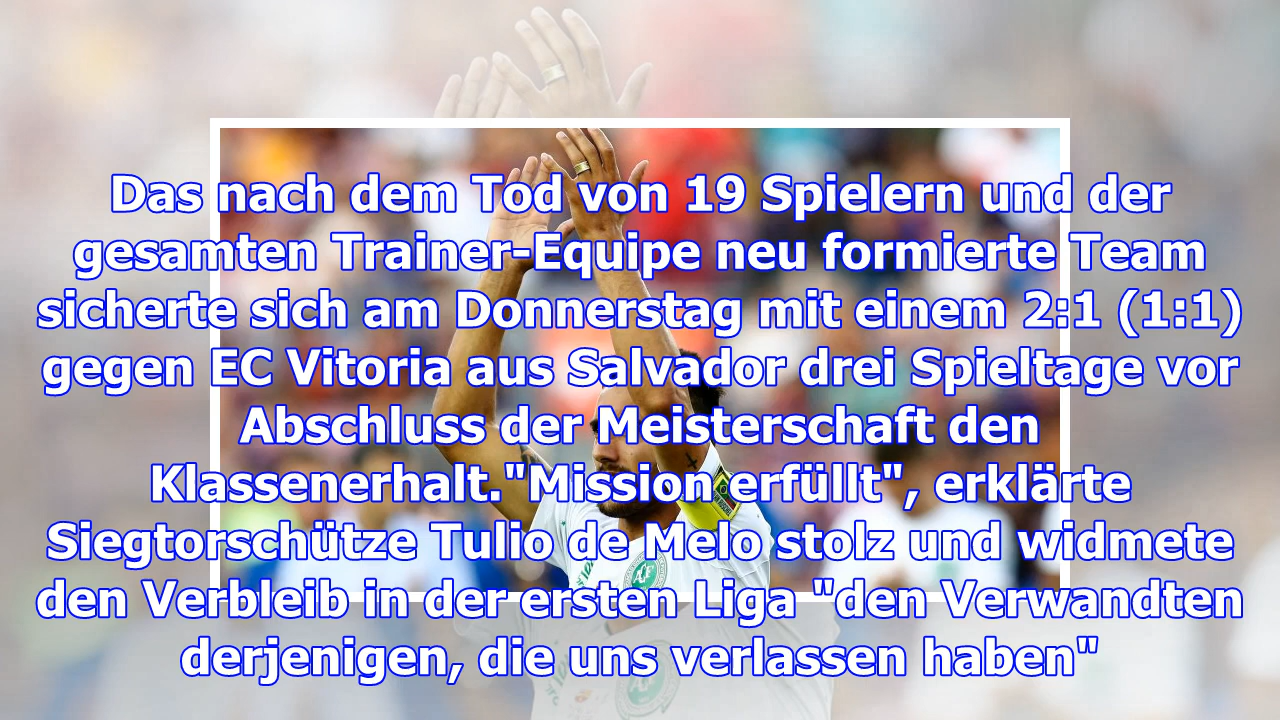 Das nach dem Tod von 19 Spielern und der
gesamten Trainer-Equipe neu formierte Team
sicherte sich am Donnerstag mit einem 2:1 (1:1)
gegen EC Vitoria aus Salvador drei Spieltage vor
Abschluss der Meisterschaft den
Klassenerhalt."Mission erfüllt", erklärte
Siegtorschütze Tulio de Melo stolz und widmete
den Verbleib in der ersten Liga "den Verwandten
derjenigen, die uns verlassen haben"